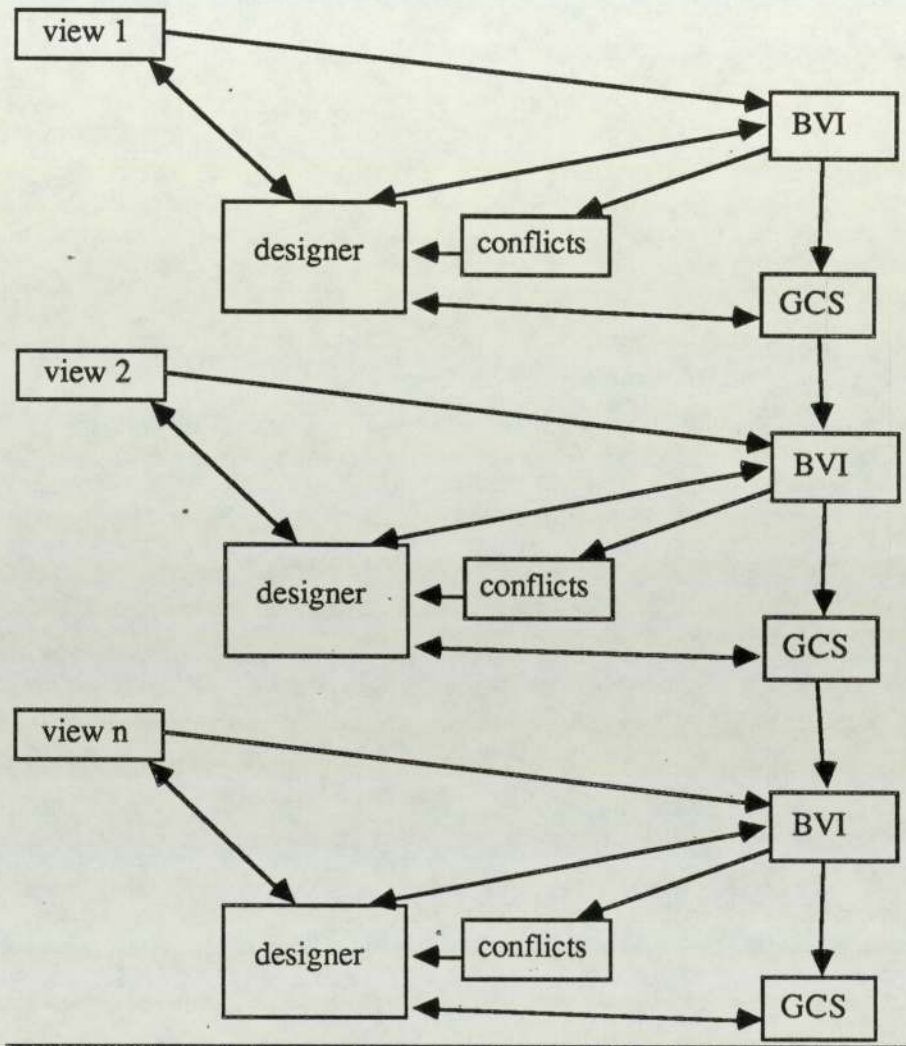 view 1
BVI
designer
conflicts
GCS
view 2
BVI
designer
conflicts
GCS
view n
BVI
designer
conflicts
GCS